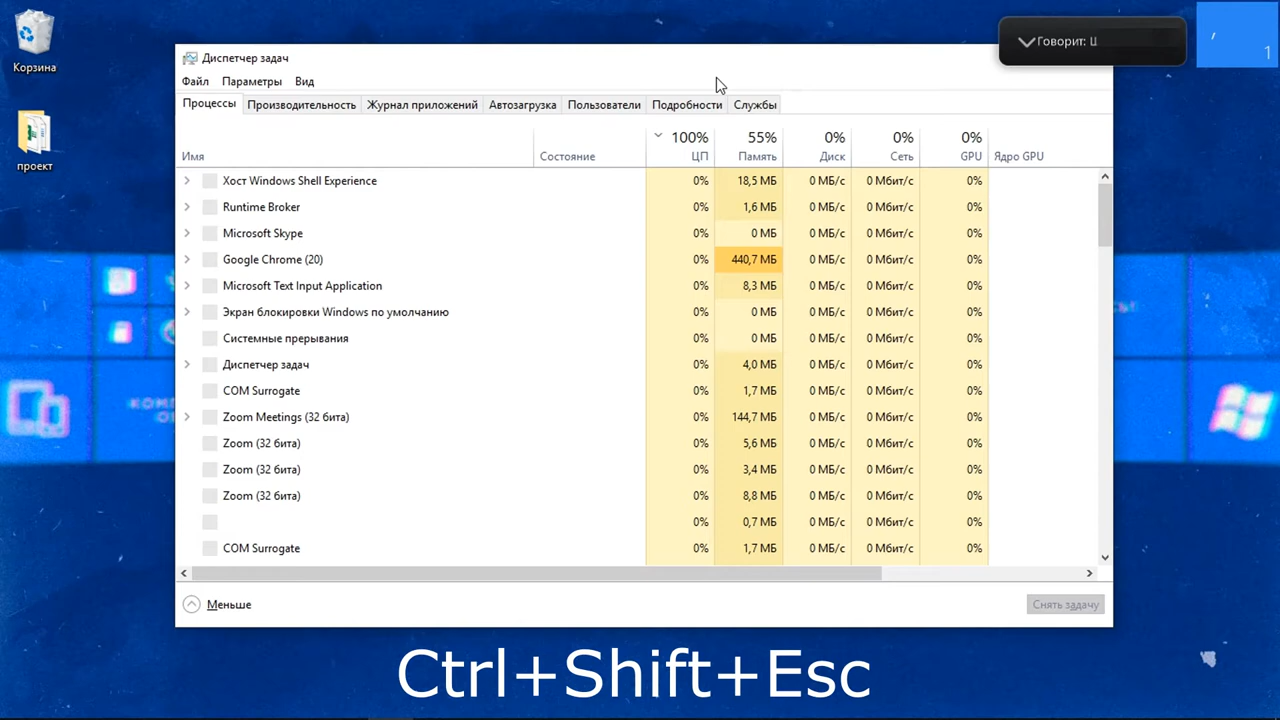 Корзина
проект
Говорит: Ц
1
Диспетчер задач
Файл Параметры Вид
Процессы Производительность Журнал приложений Автозагрузка Пользователи Подробности Службы
100% 55% 0% 0% 0%
Имя Состояние ЦП Память Диск Сеть GPU Ядро GPU
Хост Windows Shell Experience 0% 18,5 МБ 0 МБ/с 0 Мбит/с 0%
Runtime Broker 0% 1,6 МБ 0 МБ/с 0 Мбит/с 0%
Microsoft Skype 0% 0 МБ 0 МБ/с 0 Мбит/с 0%
Google Chrome (20) 0% 440,7 МБ 0 МБ/с 0 Мбит/с 0%
Microsoft Text Input Application 0% 8,3 МБ 0 МБ/с 0 Мбит/с 0%
Экран блокировки Windows по умолчанию 0% 0 МБ 0 МБ/с 0 Мбит/с 0%
Системные прерывания 0% 0 МБ 0 МБ/с 0 Мбит/с 0%
Диспетчер задач 0% 4,0 МБ 0 МБ/с 0 Мбит/с 0%
COM Surrogate 0% 1,7 МБ 0 МБ/с 0 Мбит/с 0%
Zoom Meetings (32 бита) 0% 144,7 МБ 0 МБ/с 0 Мбит/с 0%
Zoom (32 бита) 0% 5,6 МБ 0 МБ/с 0 Мбит/с 0%
Zoom (32 бита) 0% 3,4 МБ 0 МБ/с 0 Мбит/с 0%
Zoom (32 бита) 0% 8,8 МБ 0 МБ/с 0 Мбит/с 0%
0% 0,7 МБ 0 МБ/с 0 Мбит/с 0%
COM Surrogate 0% 1,7 МБ 0 МБ/с 0 Мбит/с 0%
Меньше Снять задачу
Ctrl+Shift+Esc